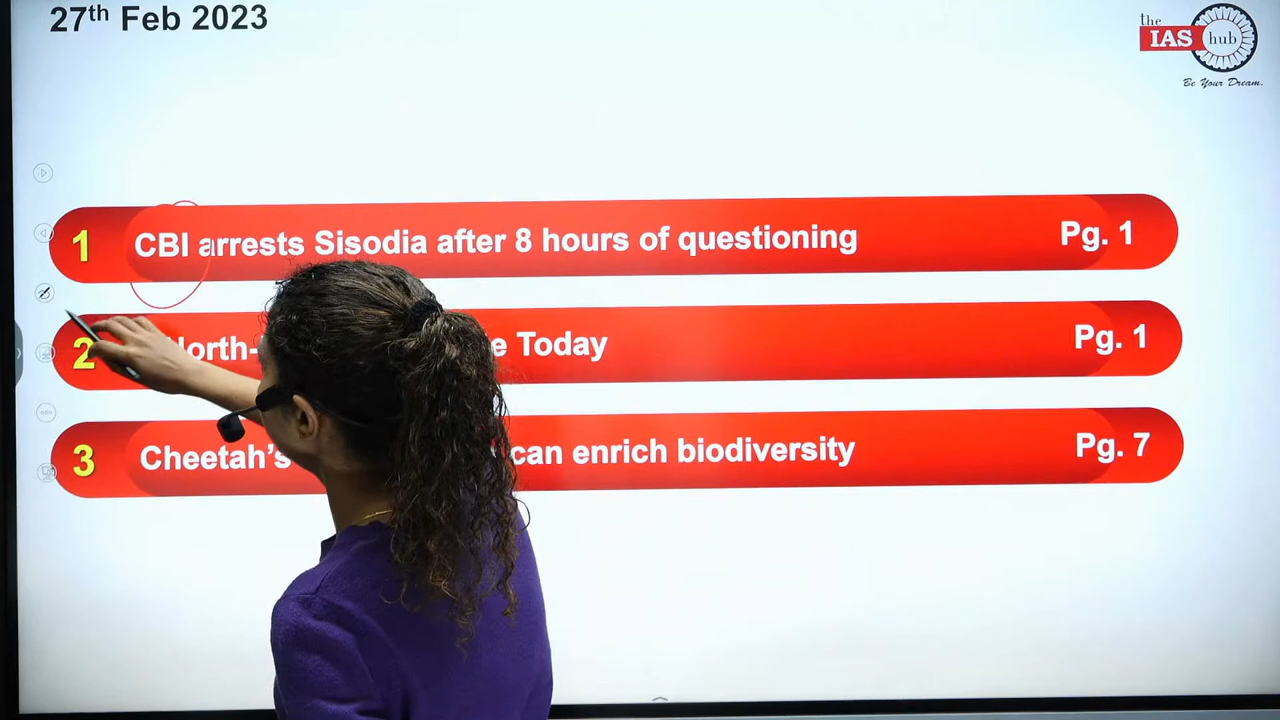 27th Feb 2023
the
IAS hub
Be Your Dream.
1 CBI arrests Sisodia after 8 hours of questioning Pg. 1
2 North- Today Pg. 1
3 Cheetah's can enrich biodiversity Pg. 7